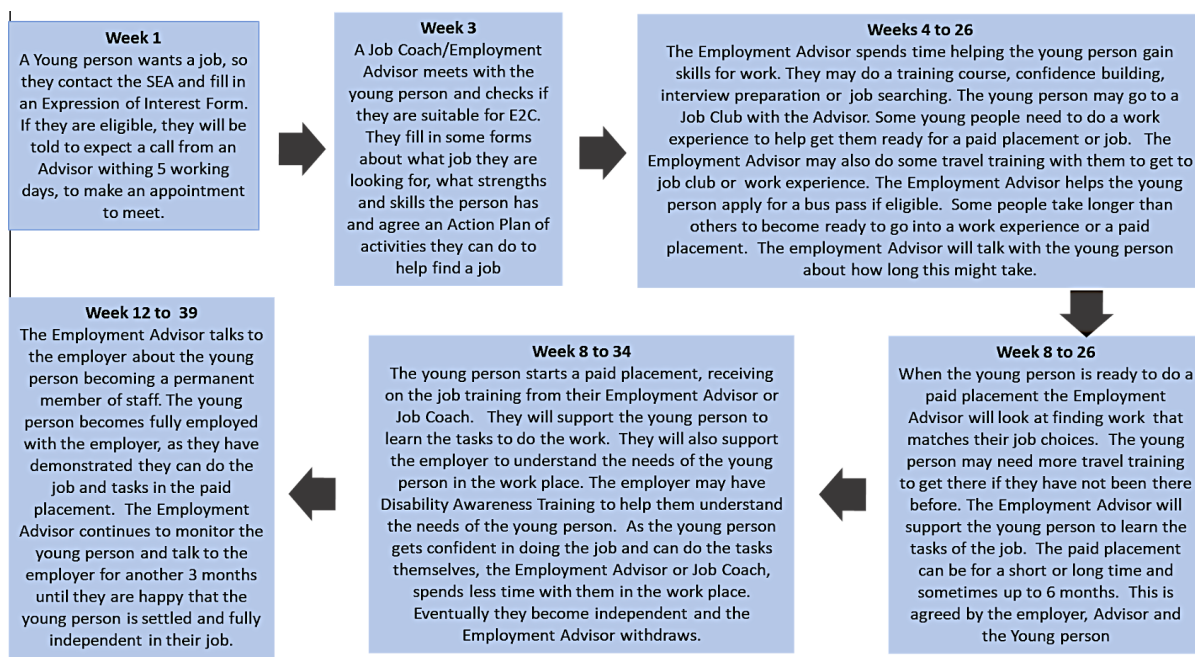 Week 1
A Young person wants a job, so
they contact the SEA and fill in
an Expression of Interest Form.
If they are eligible, they will be
told to expect a call from an
Advisor withing 5 working
days, to make an appointment
to meet.
Week 3
A Job Coach/Employment
Advisor meets with the
young person and checks if
they are suitable for E2C.
They fill in some forms
about what job they are
looking for, what strengths
and skills the person has
and agree an Action Plan of
activities they can do to
help find a job
Weeks 4 to 26
The Employment Advisor spends time helping the young person gain
skills for work. They may do a training course, confidence building,
interview preparation or job searching. The young person may go to a
Job Club with the Advisor. Some young people need to do a work
experience to help get them ready for a paid placement or job. The
Employment Advisor may also do some travel training with them to get to
job club or work experience. The Employment Advisor helps the young
person apply for a bus pass if eligible. Some people take longer than
others to become ready to go into a work experience or a paid
placement. The employment Advisor will talk with the young person
about how long this might take.
Week 8 to 26
When the young person is ready to do a
paid placement the Employment
Advisor will look at finding work that
matches their job choices. The young
person may need more travel training
to get there if they have not been there
before. The Employment Advisor will
support the young person to learn the
tasks of the job. The paid placement
can be for a short or long time and
sometimes up to 6 months. This is
agreed by the employer, Advisor and
the Young person
Week 8 to 34
The young person starts a paid placement, receiving
on the job training from their Employment Advisor or
Job Coach. They will support the young person to
learn the tasks to do the work. They will also support
the employer to understand the needs of the young
person in the work place. The employer may have
Disability Awareness Training to help them understand
the needs of the young person. As the young person
gets confident in doing the job and can do the tasks
themselves, the Employment Advisor or Job Coach,
spends less time with them in the work place.
Eventually they become independent and the
Employment Advisor withdraws.
Week 12 to 39
The Employment Advisor talks to
the employer about the young
person becoming a permanent
member of staff. The young
person becomes fully employed
with the employer, as they have
demonstrated they can do the
job and tasks in the paid
placement. The Employment
Advisor continues to monitor the
young person and talk to the
employer for another 3 months
until they are happy that the
young person is settled and fully
independent in their job.